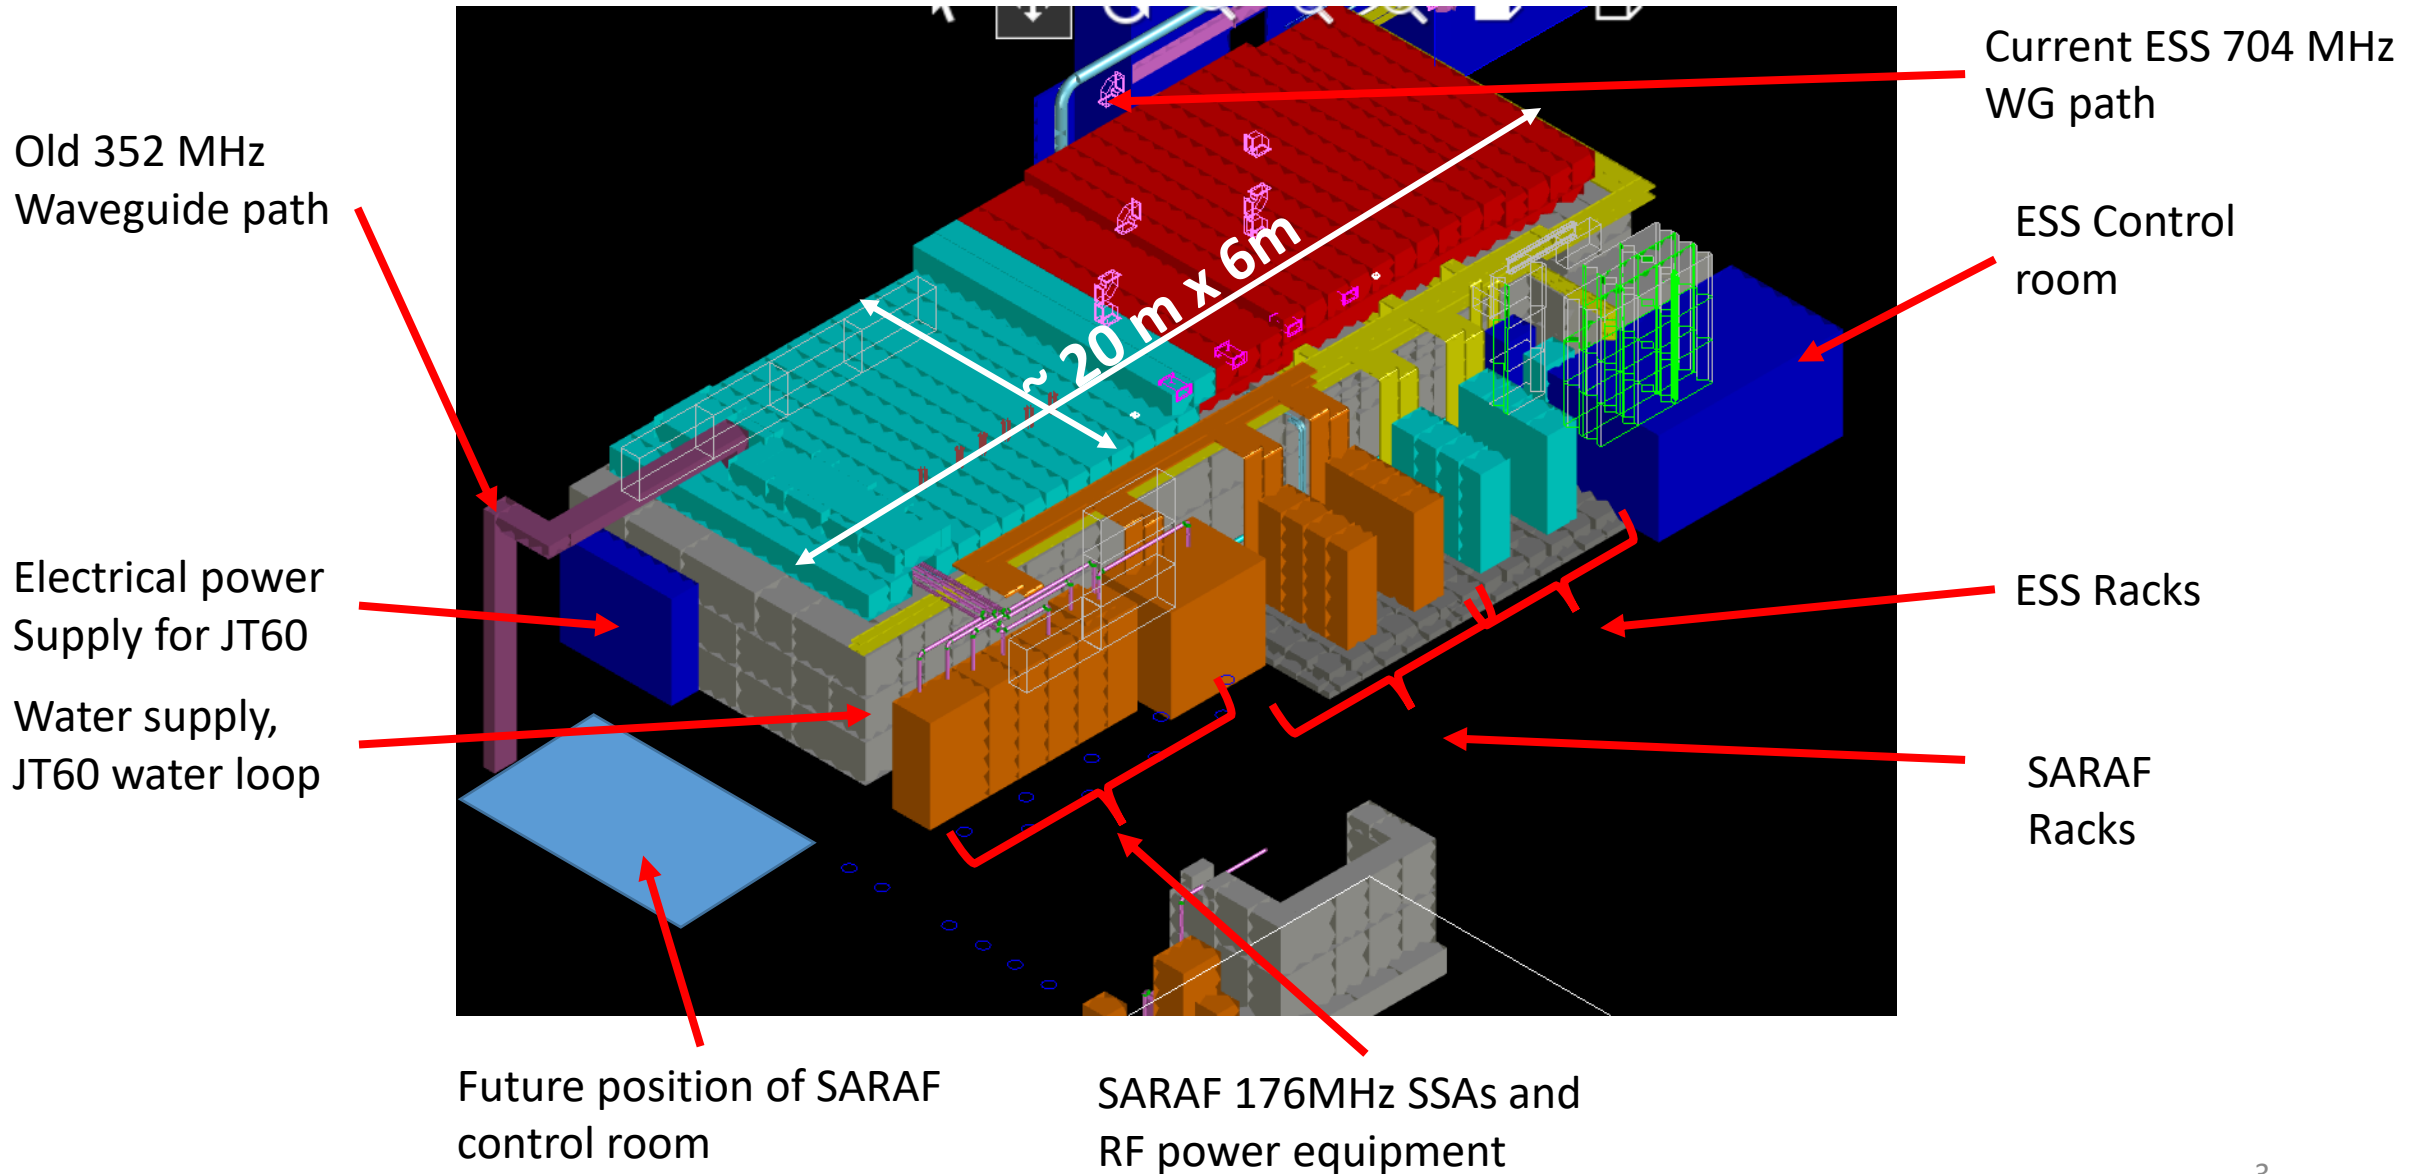 Current ESS 704 MHz
WG path
Old 352 MHz
Waveguide path
ESS Control
room
~ 20 m x 6m
Electrical power
Supply for JT60
ESS Racks
Water supply,
JT60 water loop
SARAF
Racks
Future position of SARAF
control room
SARAF 176MHz SSAs and
RF power equipment
3